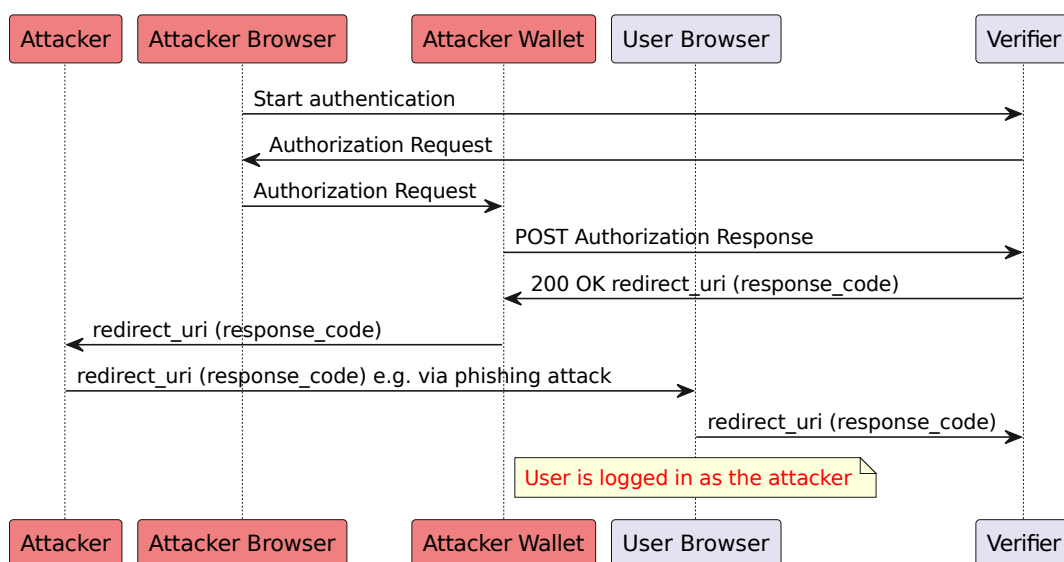 Attacker
Attacker Browser
Attacker Wallet
User Browser
Verifier
Start authentication
Authorization Request
Authorization Request
POST Authorization Response
200 OK redirect_uri (response_code)
redirect_uri (response_code)
redirect_uri (response_code) e.g. via phishing attack
redirect_uri (response_code)
User is logged in as the attacker
Attacker
Attacker Browser
Attacker Wallet
User Browser
Verifier